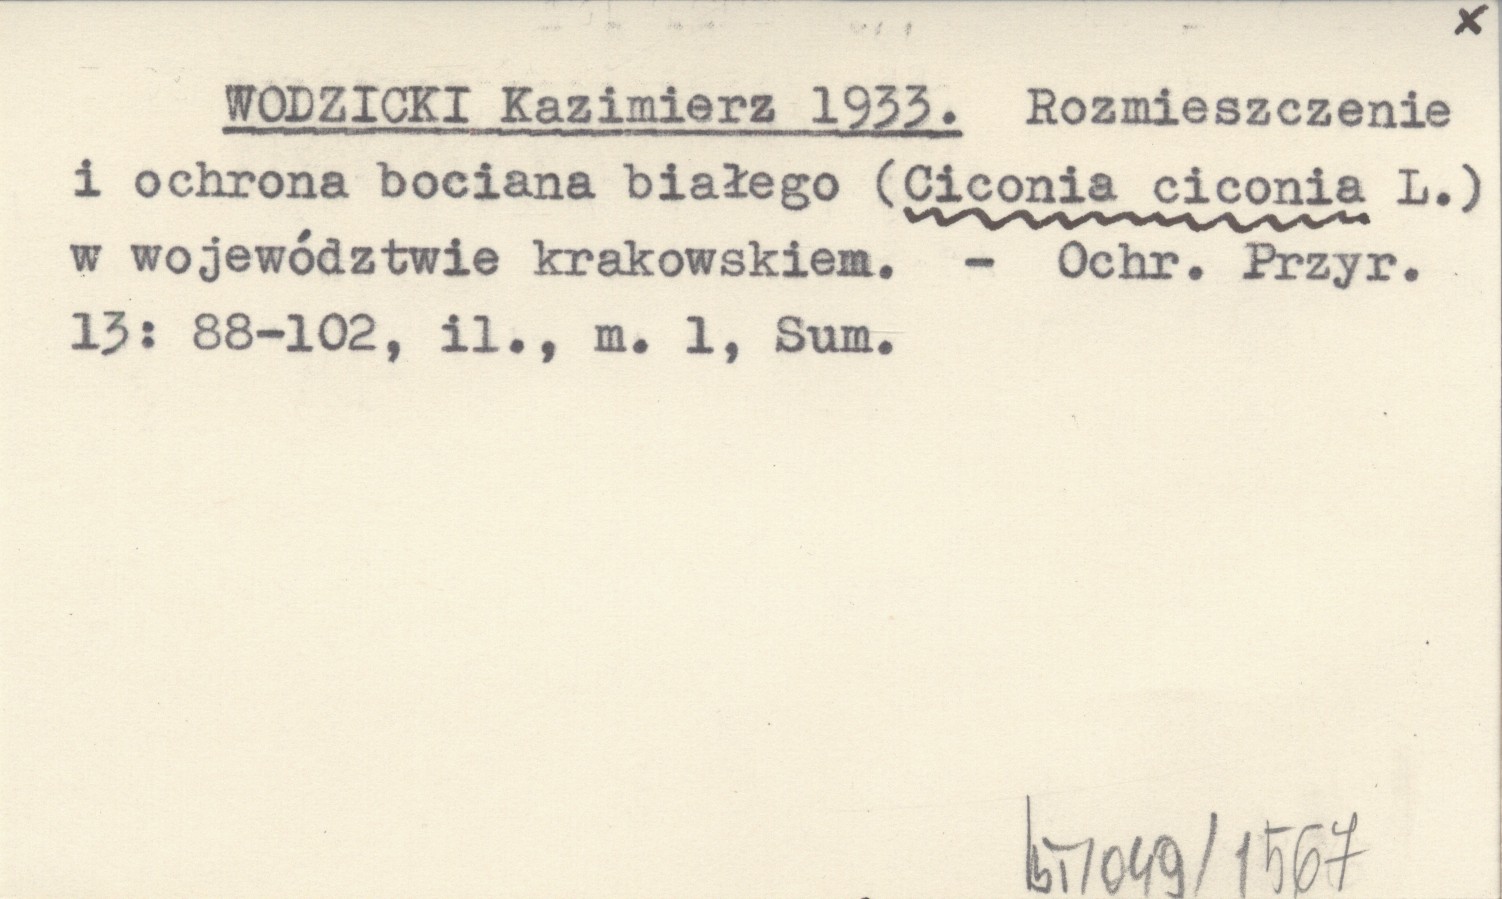 x
WODZICKI Kazimierz 1933. Rozmieszczenie
i ochrona bociana białego (Ciconia ciconia L.)
w województwie krakowskiem. - Ochr. Przyr.
13: 88-102, il., m. 1, Sum.
049/1567